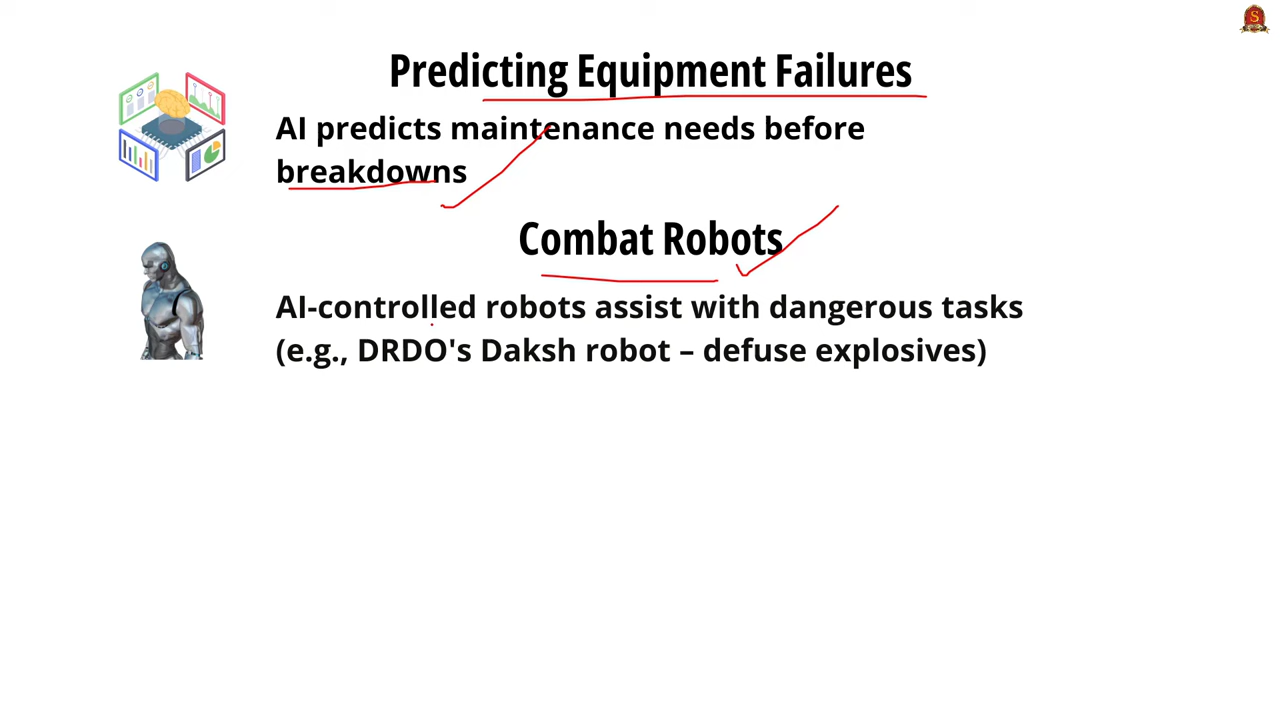 Predicting Equipment Failures
AI predicts maintenance needs before
breakdowns
Combat Robots
AI-controlled robots assist with dangerous tasks
(e.g., DRDO's Daksh robot – defuse explosives)
S